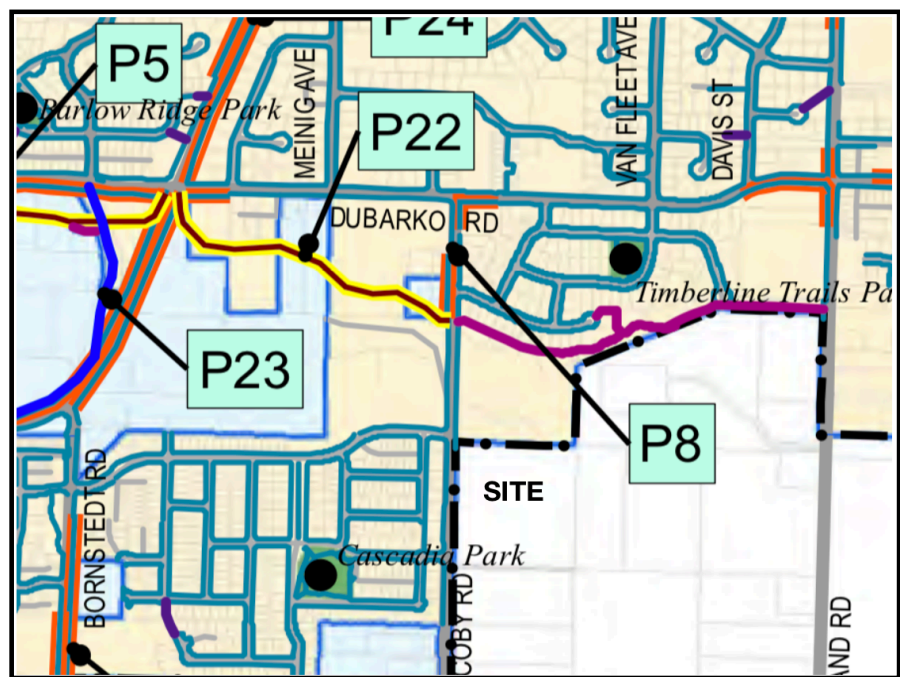 P24
P5
Barlow Ridge Park
MEINIG AVE
P22
VAN FLEET AVE
DAVIS ST
DUBARKO RD
Timberline Trails Pa
P23
P8
BORNSTEDT RD
SITE
Cascadia Park
COBY RD
AND RD